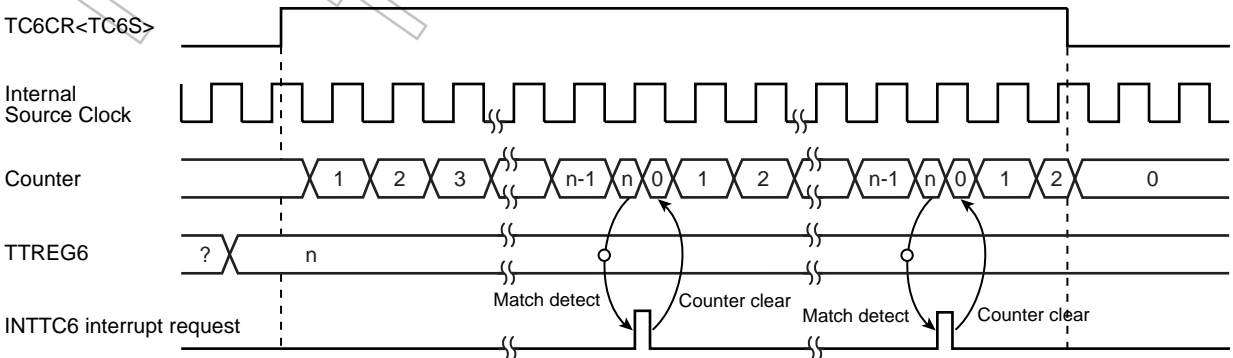 TC6CR<TC6S>
Internal
Source Clock
Counter
1 2 3 n-1 n 0 1 2 n-1 n 0 1 2 0
TTREG6
? n
Match detect Counter clear Match detect Counter clear
INTTC6 interrupt request